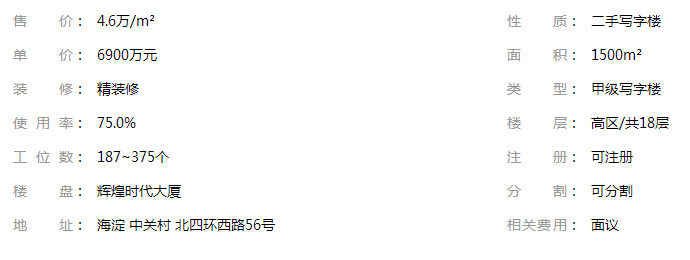 售价： 4.6万/m² 性质： 二手写字楼
单价： 6900万元 面积： 1500m²
装修： 精装修 类型： 甲级写字楼
使用率： 75.0% 楼层： 高区/共18层
工位数： 187~375个 注册： 可注册
楼盘： 辉煌时代大厦 分割： 可分割
地址： 海淀 中关村 北四环西路56号 相关费用： 面议